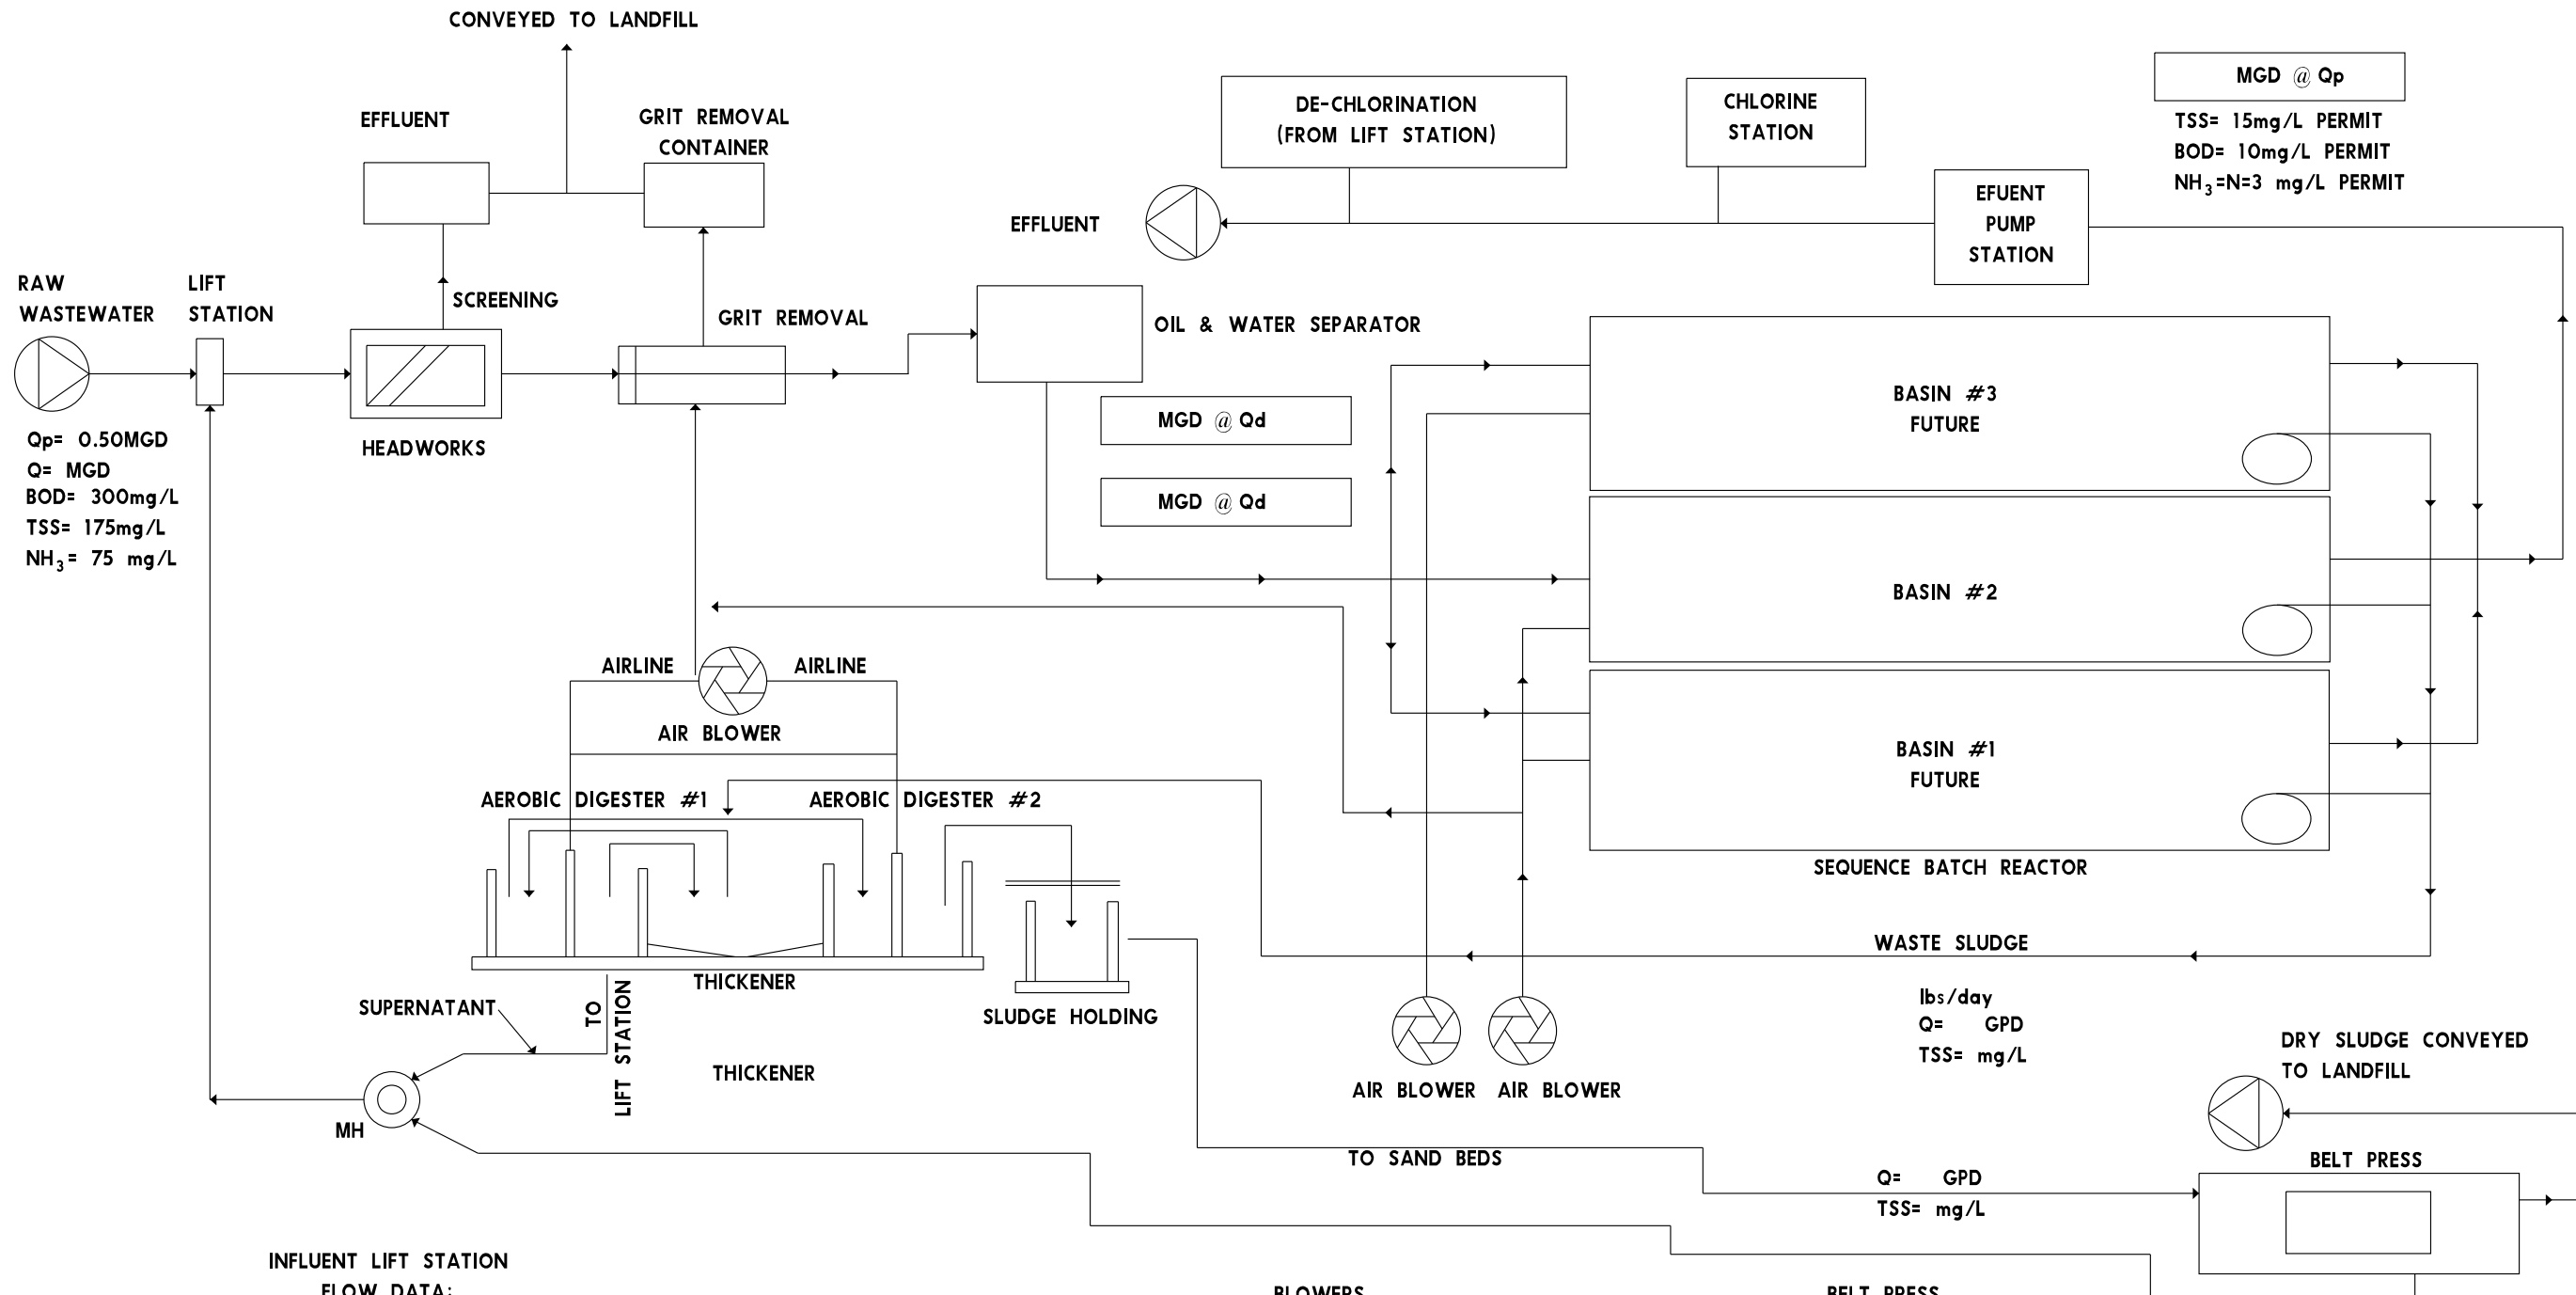 CONVEYED TO LANDFILL
EFFLUENT
GRIT REMOVAL
CONTAINER
DE-CHLORINATION
(FROM LIFT STATION)
CHLORINE
STATION
MGD @ Qp
TSS= 15mg/L PERMIT
BOD= 10mg/L PERMIT
NH₃=N=3 mg/L PERMIT
EFFLUENT
EFUENT
PUMP
STATION
RAW
WASTEWATER
LIFT
STATION
SCREENING
GRIT REMOVAL
OIL & WATER SEPARATOR
HEADWORKS
Qp= 0.50MGD
Q= MGD
BOD= 300mg/L
TSS= 175mg/L
NH₃= 75 mg/L
MGD @ Qd
MGD @ Qd
BASIN #3
FUTURE
BASIN #2
BASIN #1
FUTURE
SEQUENCE BATCH REACTOR
AIRLINE
AIRLINE
AIR BLOWER
AEROBIC DIGESTER #1
AEROBIC DIGESTER #2
THICKENER
SUPERNATANT
TO
LIFT STATION
SLUDGE HOLDING
THICKENER
MH
WASTE SLUDGE
lbs/day
Q= GPD
TSS= mg/L
AIR BLOWER
AIR BLOWER
DRY SLUDGE CONVEYED
TO LANDFILL
TO SAND BEDS
BELT PRESS
Q= GPD
TSS= mg/L
INFLUENT LIFT STATION
FLOW DATA:
BLOWERS
BELT PRESS